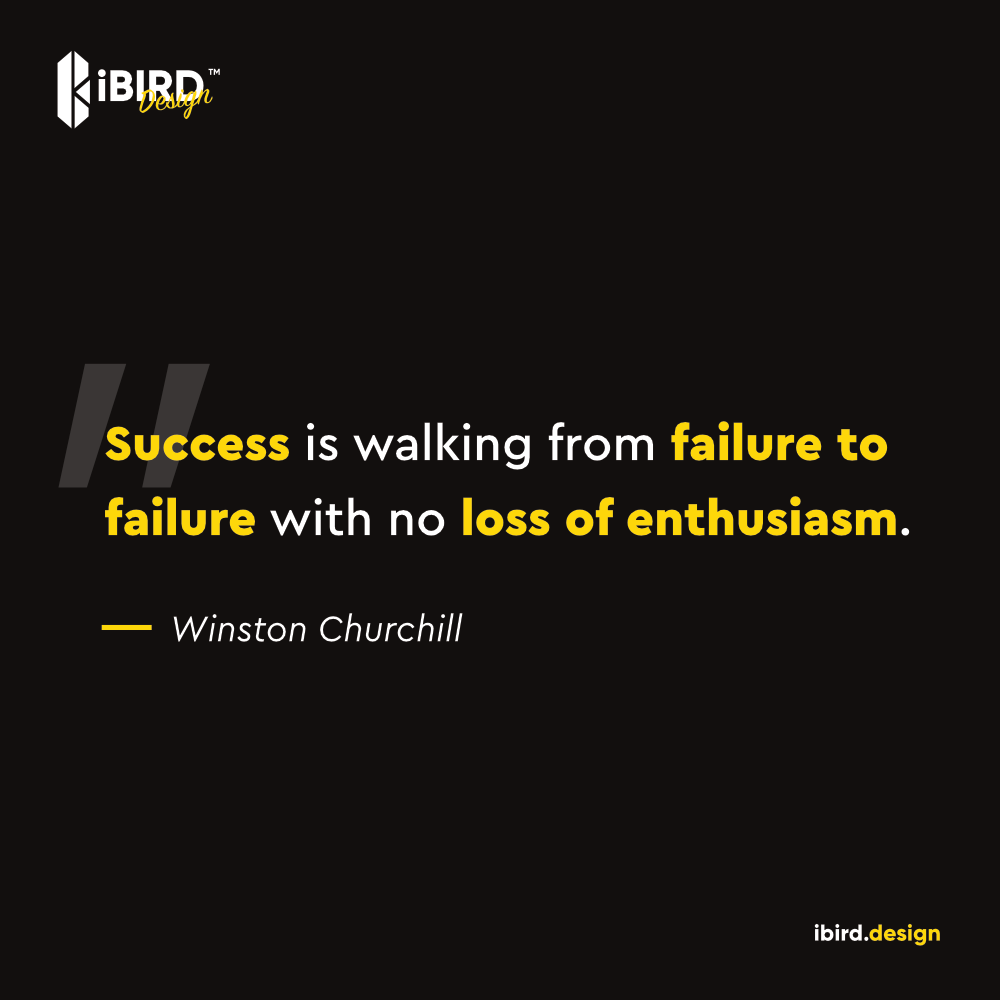 iBIRD™
Design
"
Success is walking from failure to
failure with no loss of enthusiasm.
— Winston Churchill
ibird.design